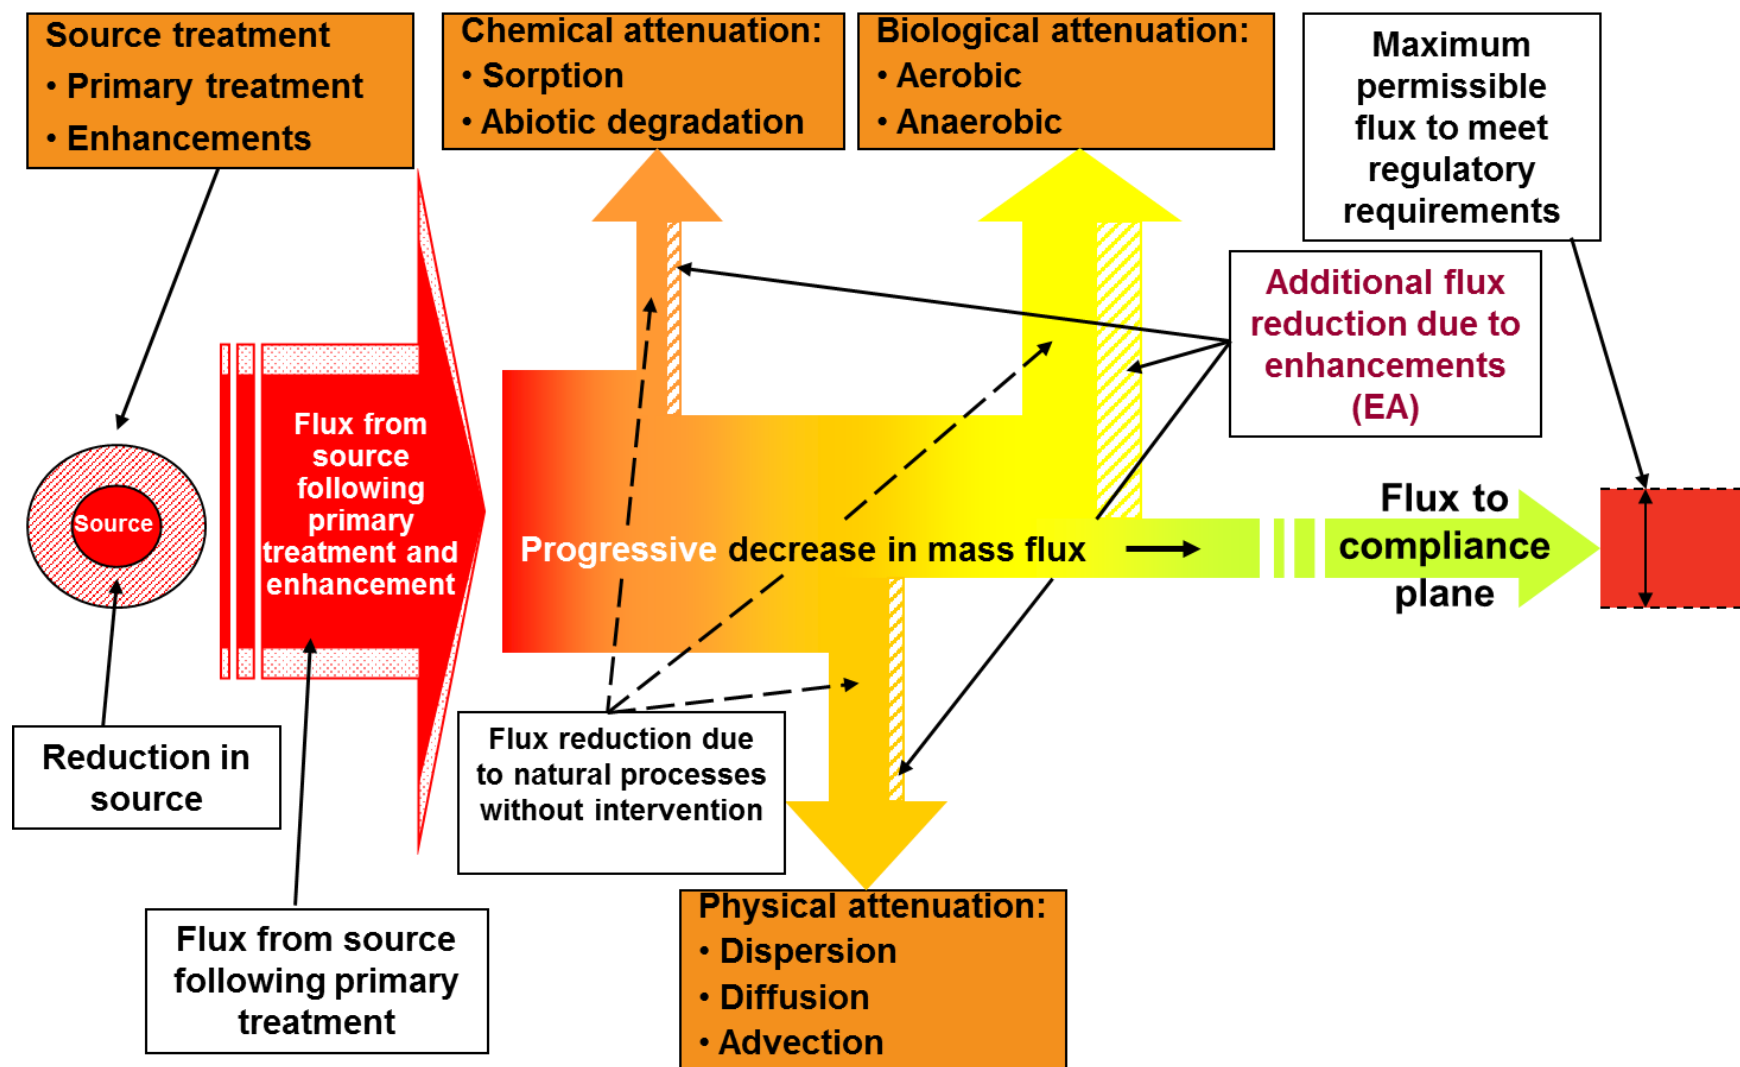 Source treatment
• Primary treatment
• Enhancements
Chemical attenuation:
• Sorption
• Abiotic degradation
Biological attenuation:
• Aerobic
• Anaerobic
Maximum
permissible
flux to meet
regulatory
requirements
Additional flux
reduction due to
enhancements
(EA)
Source
Flux from
source
following
primary
treatment and
enhancement
Progressive decrease in mass flux
Flux to
compliance
plane
Reduction in
source
Flux reduction due
to natural processes
without intervention
Flux from source
following primary
treatment
Physical attenuation:
• Dispersion
• Diffusion
• Advection